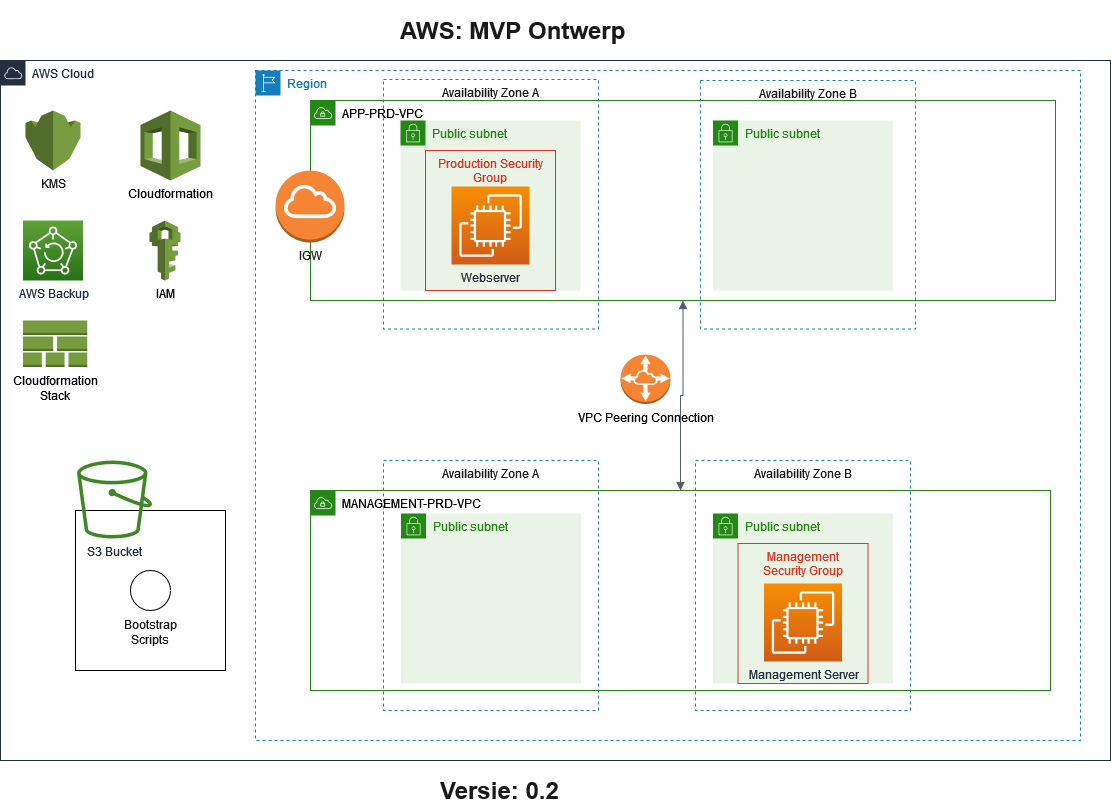 AWS: MVP Ontwerp
AWS Cloud
KMS
Cloudformation
AWS Backup
IAM
Cloudformation
Stack
S3 Bucket
Bootstrap
Scripts
Region
Availability Zone A
Availability Zone B
APP-PRD-VPC
Public subnet
Public subnet
Production Security
Group
Webserver
IGW
VPC Peering Connection
Availability Zone A
Availability Zone B
MANAGEMENT-PRD-VPC
Public subnet
Public subnet
Management
Security Group
Management Server
Versie: 0.2